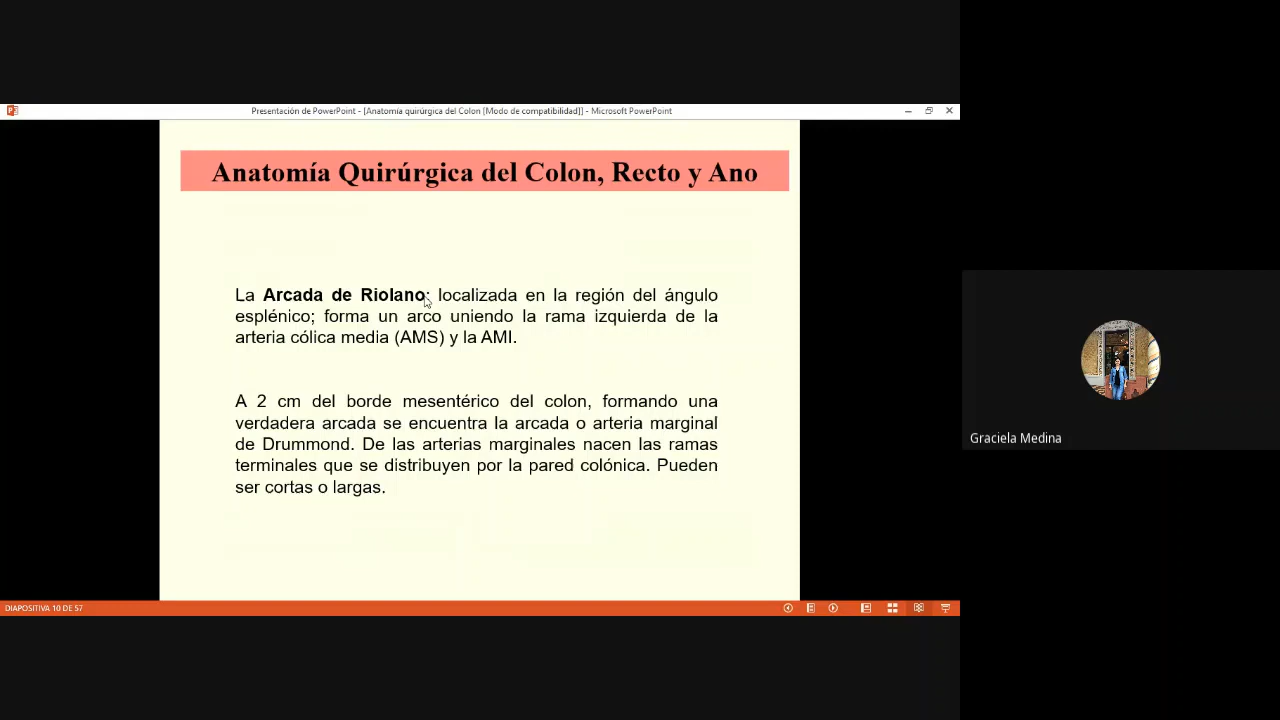 Presentación de PowerPoint - [Anatomía quirúrgica del Colon [Modo de compatibilidad]] - Microsoft PowerPoint
Anatomía Quirúrgica del Colon, Recto y Ano
La Arcada de Riolano: localizada en la región del ángulo
esplénico; forma un arco uniendo la rama izquierda de la
arteria cólica media (AMS) y la AMI.
A 2 cm del borde mesentérico del colon, formando una
verdadera arcada se encuentra la arcada o arteria marginal
de Drummond. De las arterias marginales nacen las ramas
terminales que se distribuyen por la pared colónica. Pueden
ser cortas o largas.
Graciela Medina
DIAPOSITIVA 10 DE 57